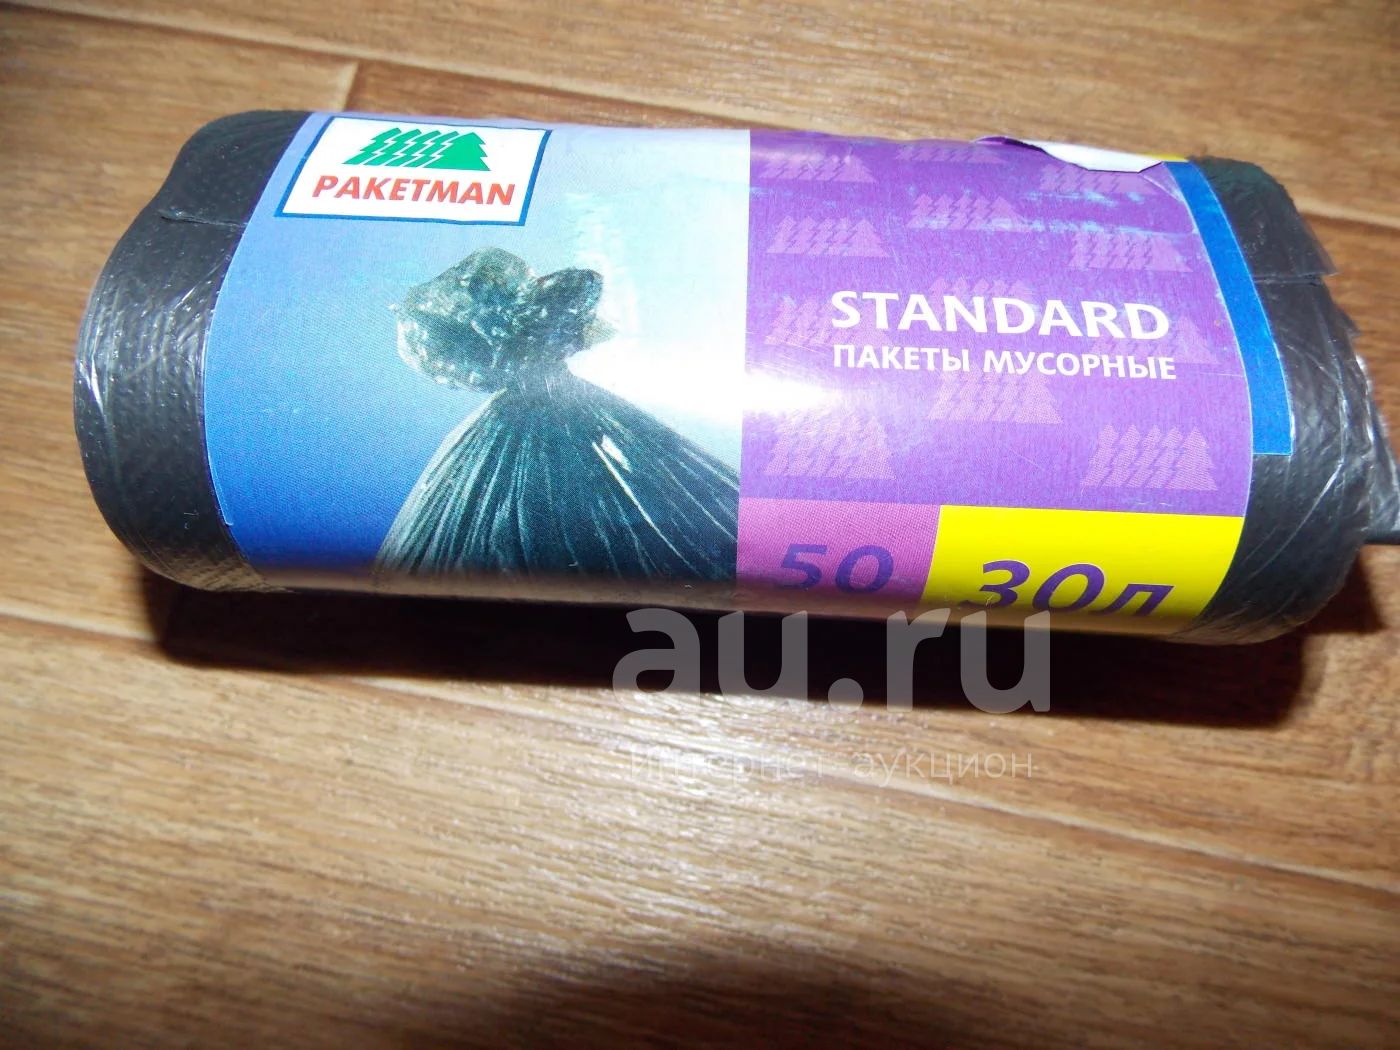 PAKETMAN
STANDARD
ПАКЕТЫ МУСОРНЫЕ
50
30л
au.ru
интернет-аукцион